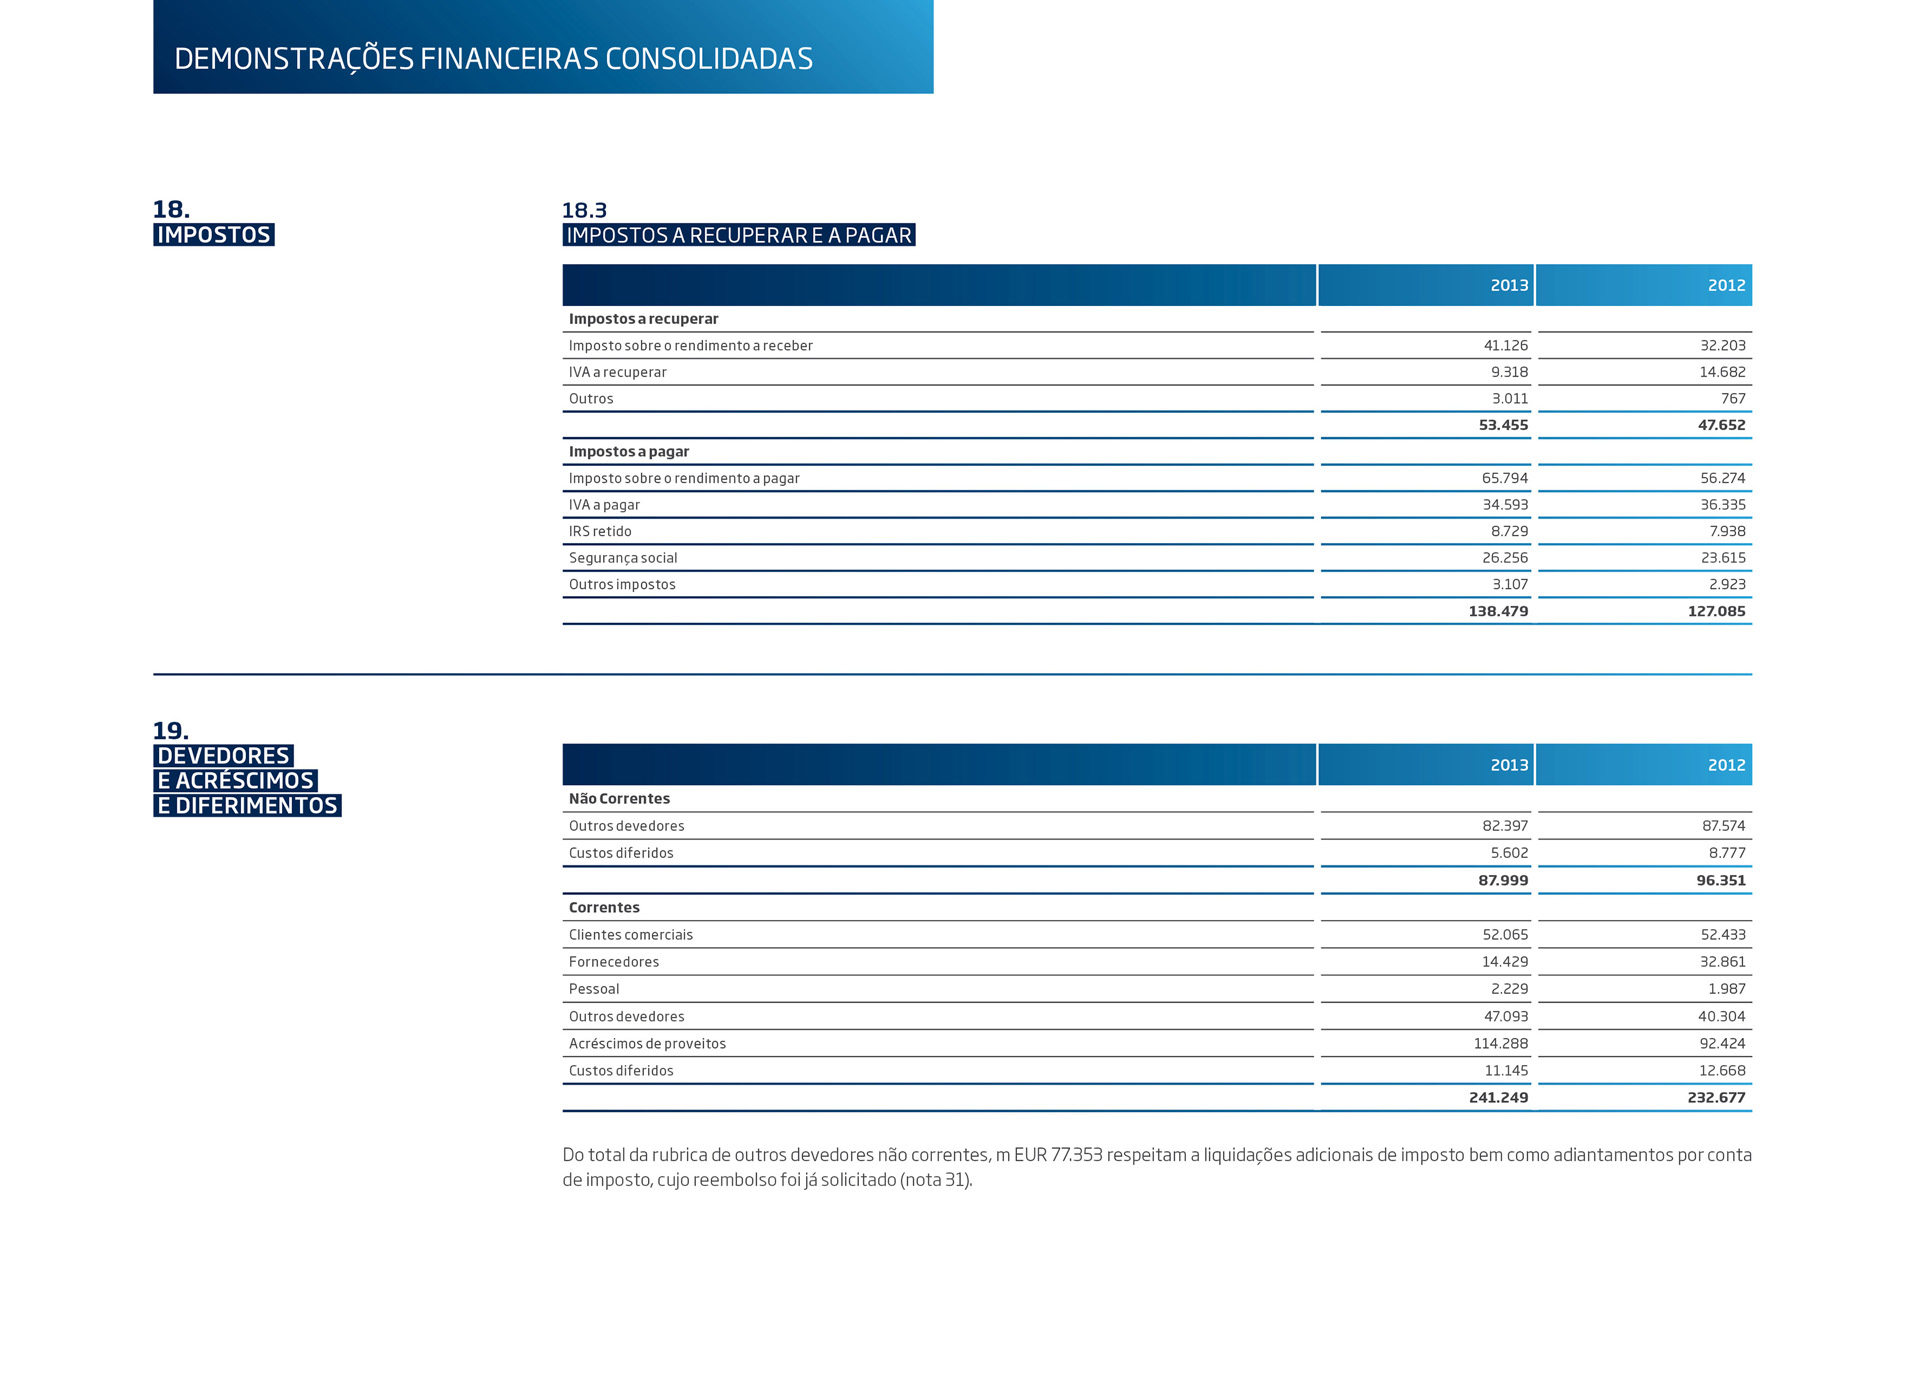 DEMONSTRAÇÕES FINANCEIRAS CONSOLIDADAS
18.
IMPOSTOS
18.3
IMPOSTOS A RECUPERAR E A PAGAR
2013 2012
Impostos a recuperar
Imposto sobre o rendimento a receber 41.126 32.203
IVA a recuperar 9.318 14.682
Outros 3.011 767
53.455 47.652
Impostos a pagar
Imposto sobre o rendimento a pagar 65.794 56.274
IVA a pagar 34.593 36.335
IRS retido 8.729 7.938
Segurança social 26.256 23.615
Outros impostos 3.107 2.923
138.479 127.085
19.
DEVEDORES
E ACRÉSCIMOS
E DIFERIMENTOS
2013 2012
Não Correntes
Outros devedores 82.397 87.574
Custos diferidos 5.602 8.777
87.999 96.351
Correntes
Clientes comerciais 52.065 52.433
Fornecedores 14.429 32.861
Pessoal 2.229 1.987
Outros devedores 47.093 40.304
Acréscimos de proveitos 114.288 92.424
Custos diferidos 11.145 12.668
241.249 232.677
Do total da rubrica de outros devedores não correntes, m EUR 77.353 respeitam a liquidações adicionais de imposto bem como adiantamentos por conta
de imposto, cujo reembolso foi já solicitado (nota 31).